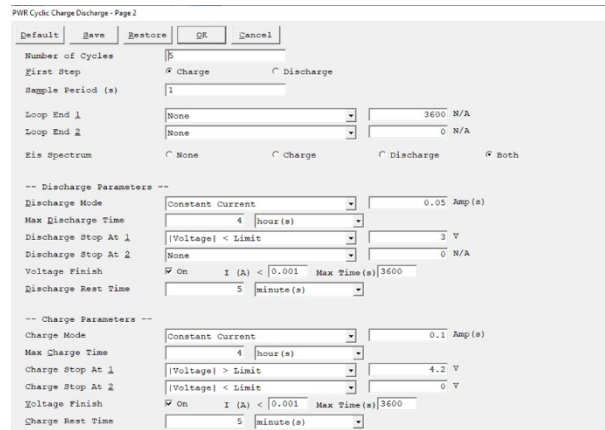 PWR Cyclic Charge Discharge - Page 2
Default Save Restore OK Cancel
Number of Cycles 5
First Step Charge Discharge
Sample Period (s) 1
Loop End 1 None 3600 N/A
Loop End 2 None 0 N/A
Eis Spectrum None Charge Discharge Both
-- Discharge Parameters --
Discharge Mode Constant Current 0.05 Amp(s)
Max Discharge Time 4 hour(s)
Discharge Stop At 1 |Voltage| < Limit 3 V
Discharge Stop At 2 None 0 N/A
Voltage Finish On I (A) < 0.001 Max Time(s) 3600
Discharge Rest Time 5 minute(s)
-- Charge Parameters --
Charge Mode Constant Current 0.1 Amp(s)
Max Charge Time 4 hour(s)
Charge Stop At 1 |Voltage| > Limit 4.2 V
Charge Stop At 2 |Voltage| < Limit 0 V
Voltage Finish On I (A) < 0.001 Max Time(s) 3600
Charge Rest Time 5 minute(s)